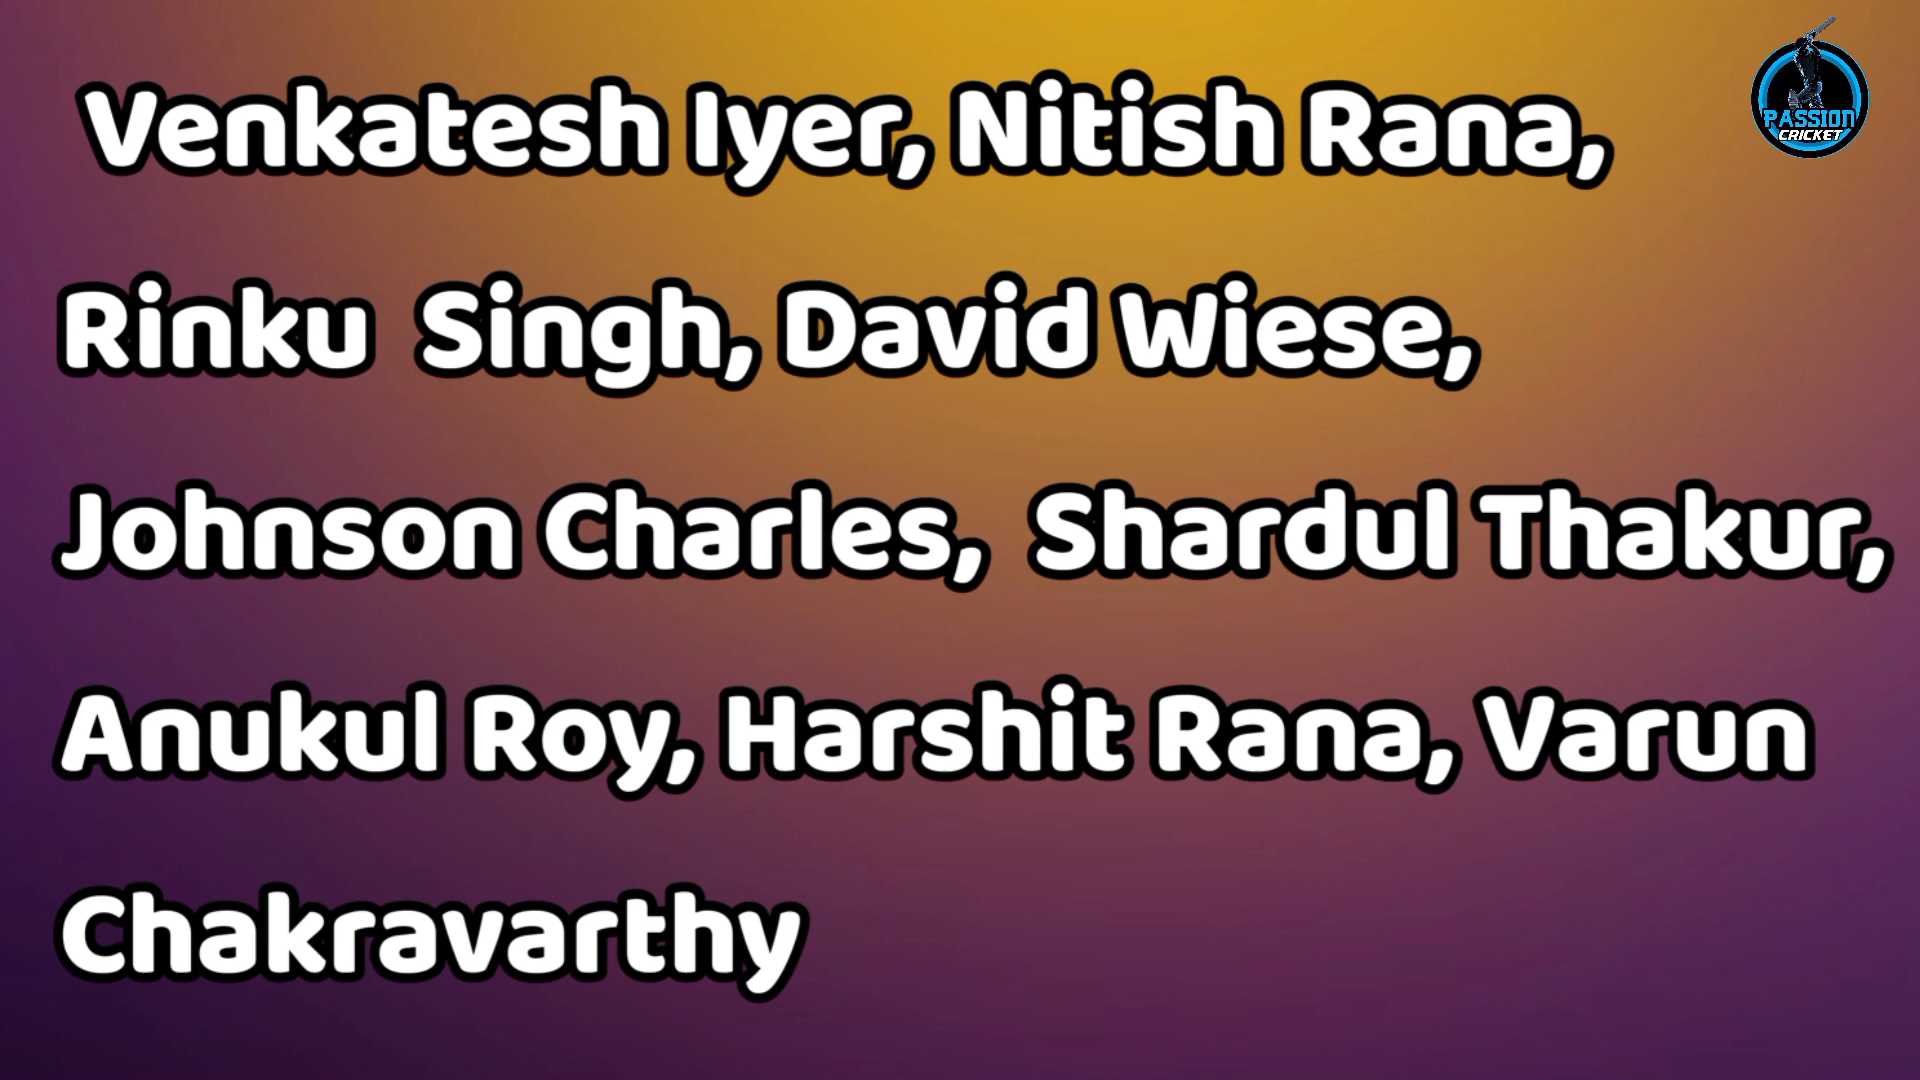 Venkatesh Iyer, Nitish Rana,
Rinku  Singh, David Wiese,
Johnson Charles,  Shardul Thakur,
Anukul Roy, Harshit Rana, Varun
Chakravarthy
PASSION
CRICKET